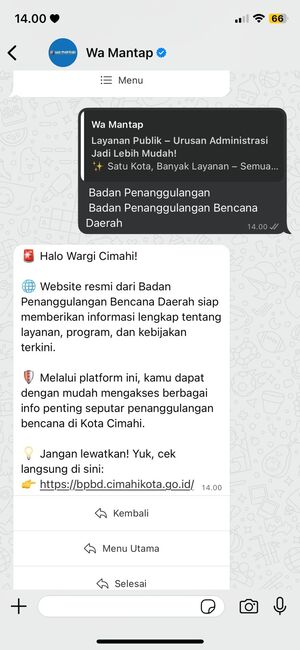 14.00
66
WA MANTAP
Wa Mantap
Menu
Wa Mantap
Layanan Publik – Urusan Administrasi
Jadi Lebih Mudah!
✨ Satu Kota, Banyak Layanan – Semua...
Badan Penanggulangan
Badan Penanggulangan Bencana
Daerah
14.00
🚨 Halo Wargi Cimahi!
🌐 Website resmi dari Badan
Penanggulangan Bencana Daerah siap
memberikan informasi lengkap tentang
layanan, program, dan kebijakan
terkini.
Melalui platform ini, kamu dapat
dengan mudah mengakses berbagai
info penting seputar penanggulangan
bencana di Kota Cimahi.
💡 Jangan lewatkan! Yuk, cek
langsung di sini:
👉 https://bpbd.cimahikota.go.id/
14.00
Kembali
Menu Utama
Selesai